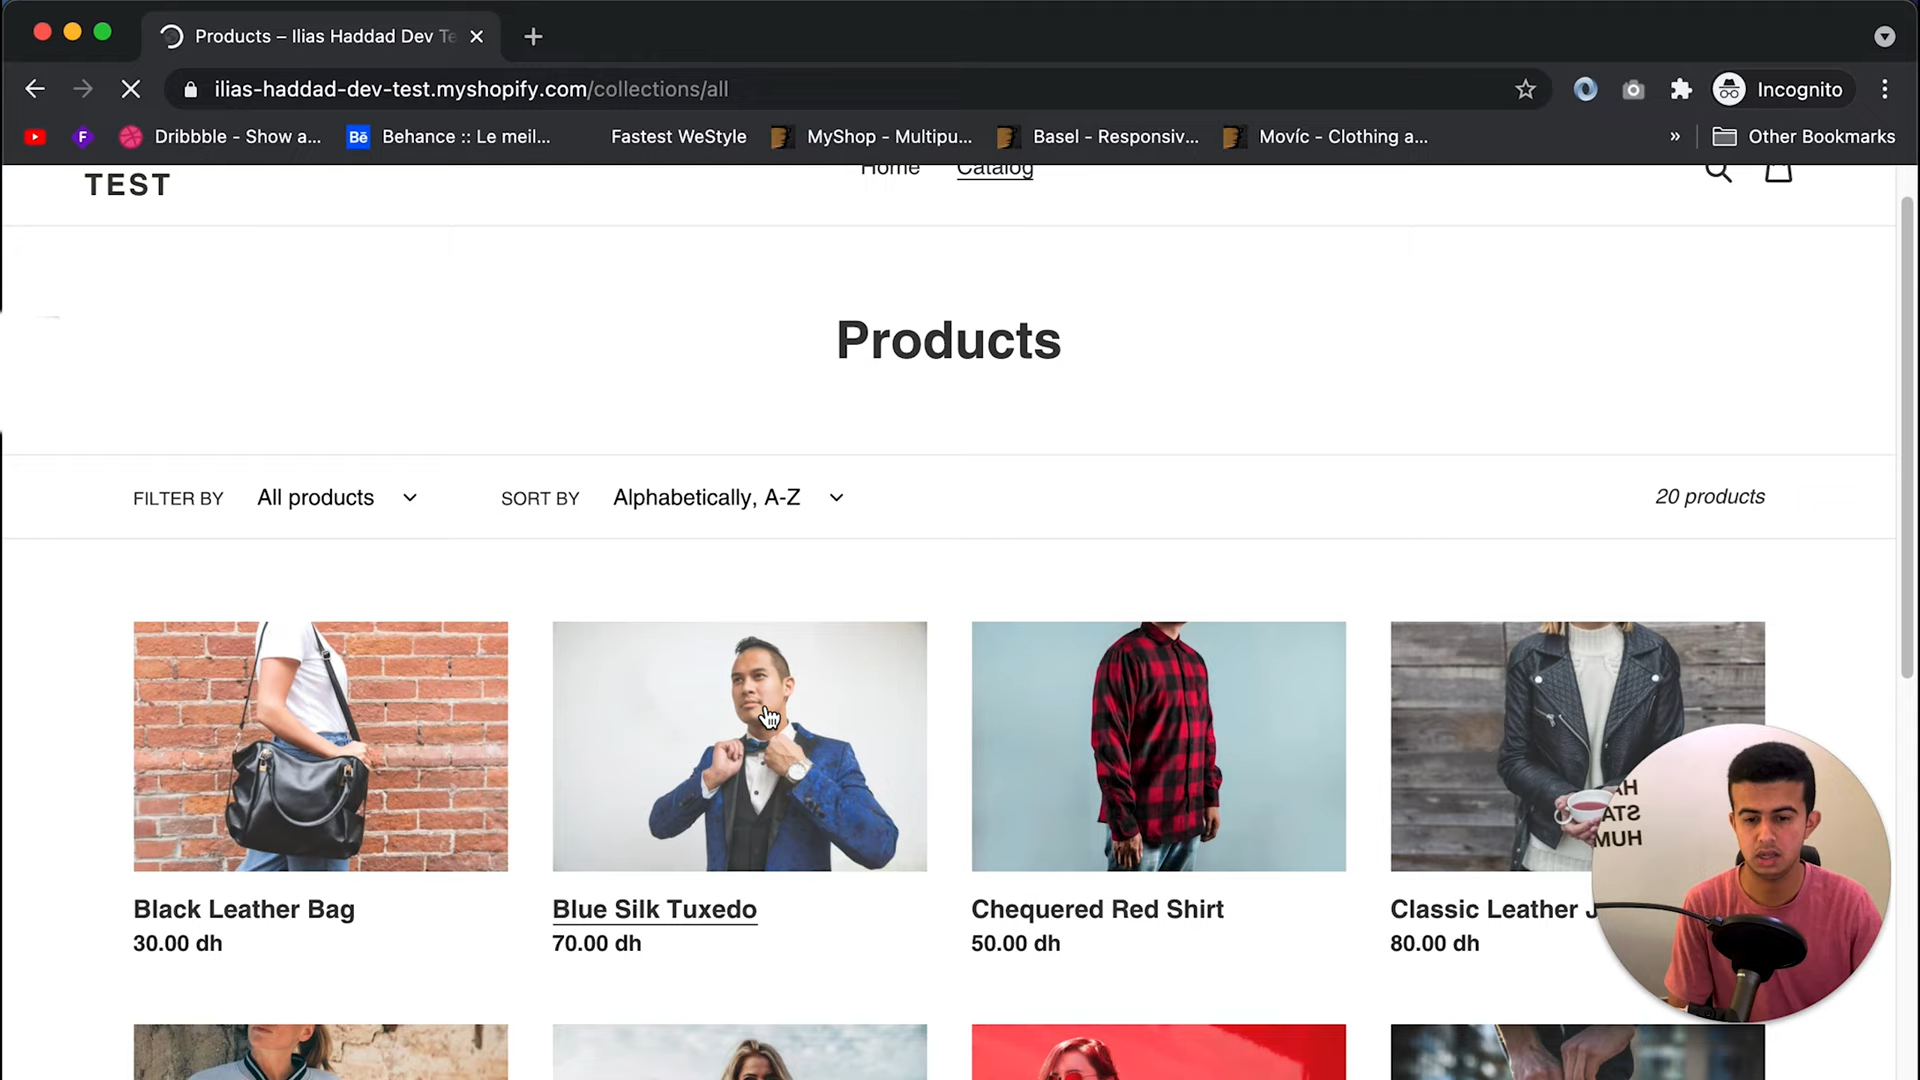 Products – Ilias Haddad Dev Te
ilias-haddad-dev-test.myshopify.com/collections/all
Incognito
Dribbble - Show a...
Behance :: Le meil...
Fastest WeStyle
MyShop - Multipu...
Basel - Responsiv...
Movíc - Clothing a...
»
Other Bookmarks
TEST
Home
Catalog
Products
FILTER BY
All products
SORT BY
Alphabetically, A-Z
20 products
Black Leather Bag
30.00 dh
Blue Silk Tuxedo
70.00 dh
Chequered Red Shirt
50.00 dh
Classic Leather J
80.00 dh
HA
STA
HUM